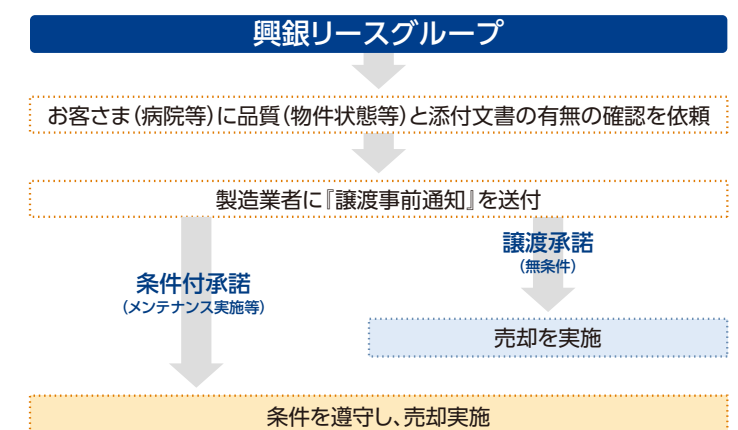 興銀リースグループ
お客さま(病院等)に品質(物件状態等)と添付文書の有無の確認を依頼
製造業者に『譲渡事前通知』を送付
譲渡承諾
(無条件)
条件付承諾
(メンテナンス実施等)
売却を実施
条件を遵守し、売却実施